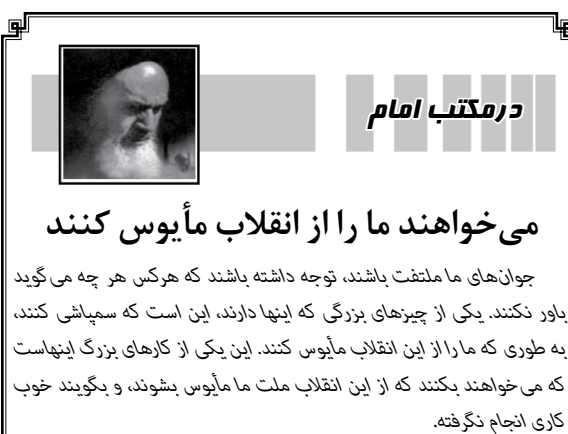 درمکتب امام
می‌خواهند ما را از انقلاب مأیوس کنند
جوان‌های ما ملتفت باشند، توجه داشته باشند که هرکس هر چه می‌گوید
باور نکنند. یکی از چیزهای بزرگی که اینها دارند، این است که سمپاشی کنند،
به طوری که ما را از این انقلاب مأیوس کنند. این یکی از کارهای بزرگ اینهاست
که می‌خواهند بکنند که از این انقلاب ملت ما مأیوس بشوند، و بگویند خوب
کاری انجام نگرفته.